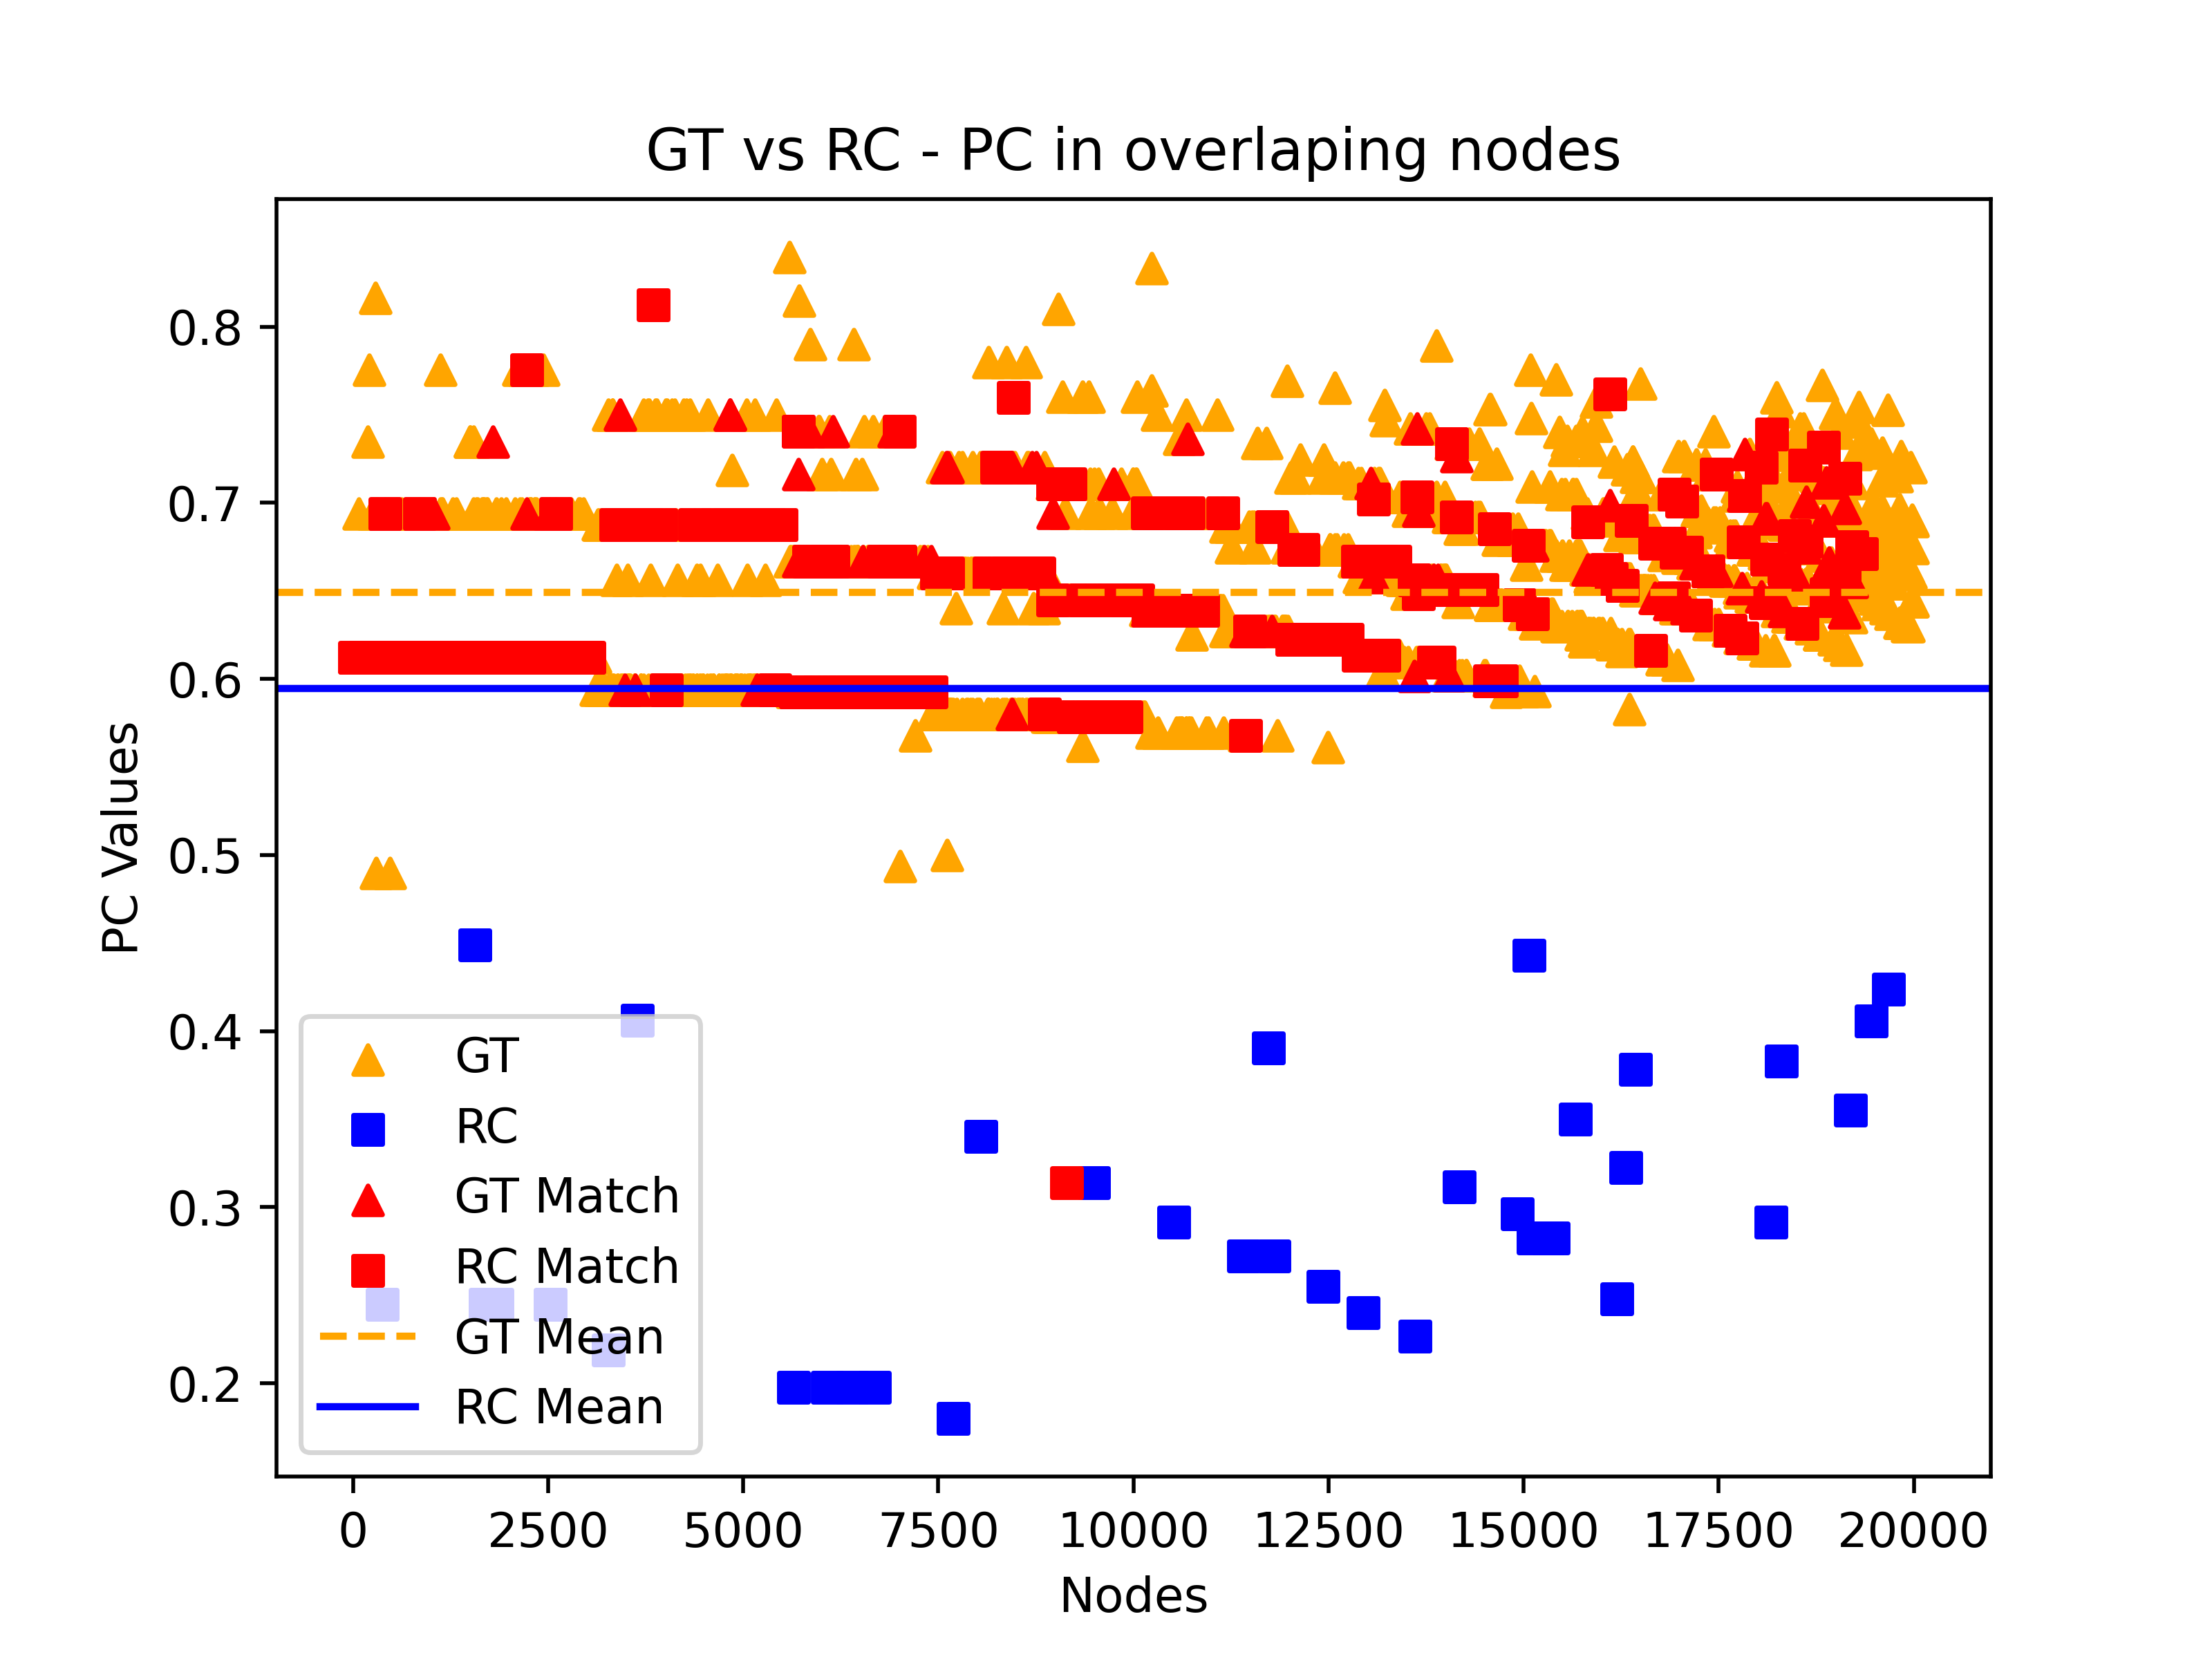 GT vs RC - PC in overlaping nodes
0.8
0.7
0.6
0.5
0.4
0.3
0.2
PC Values
GT
RC
GT Match
RC Match
GT Mean
RC Mean
0 2500 5000 7500 10000 12500 15000 17500 20000
Nodes